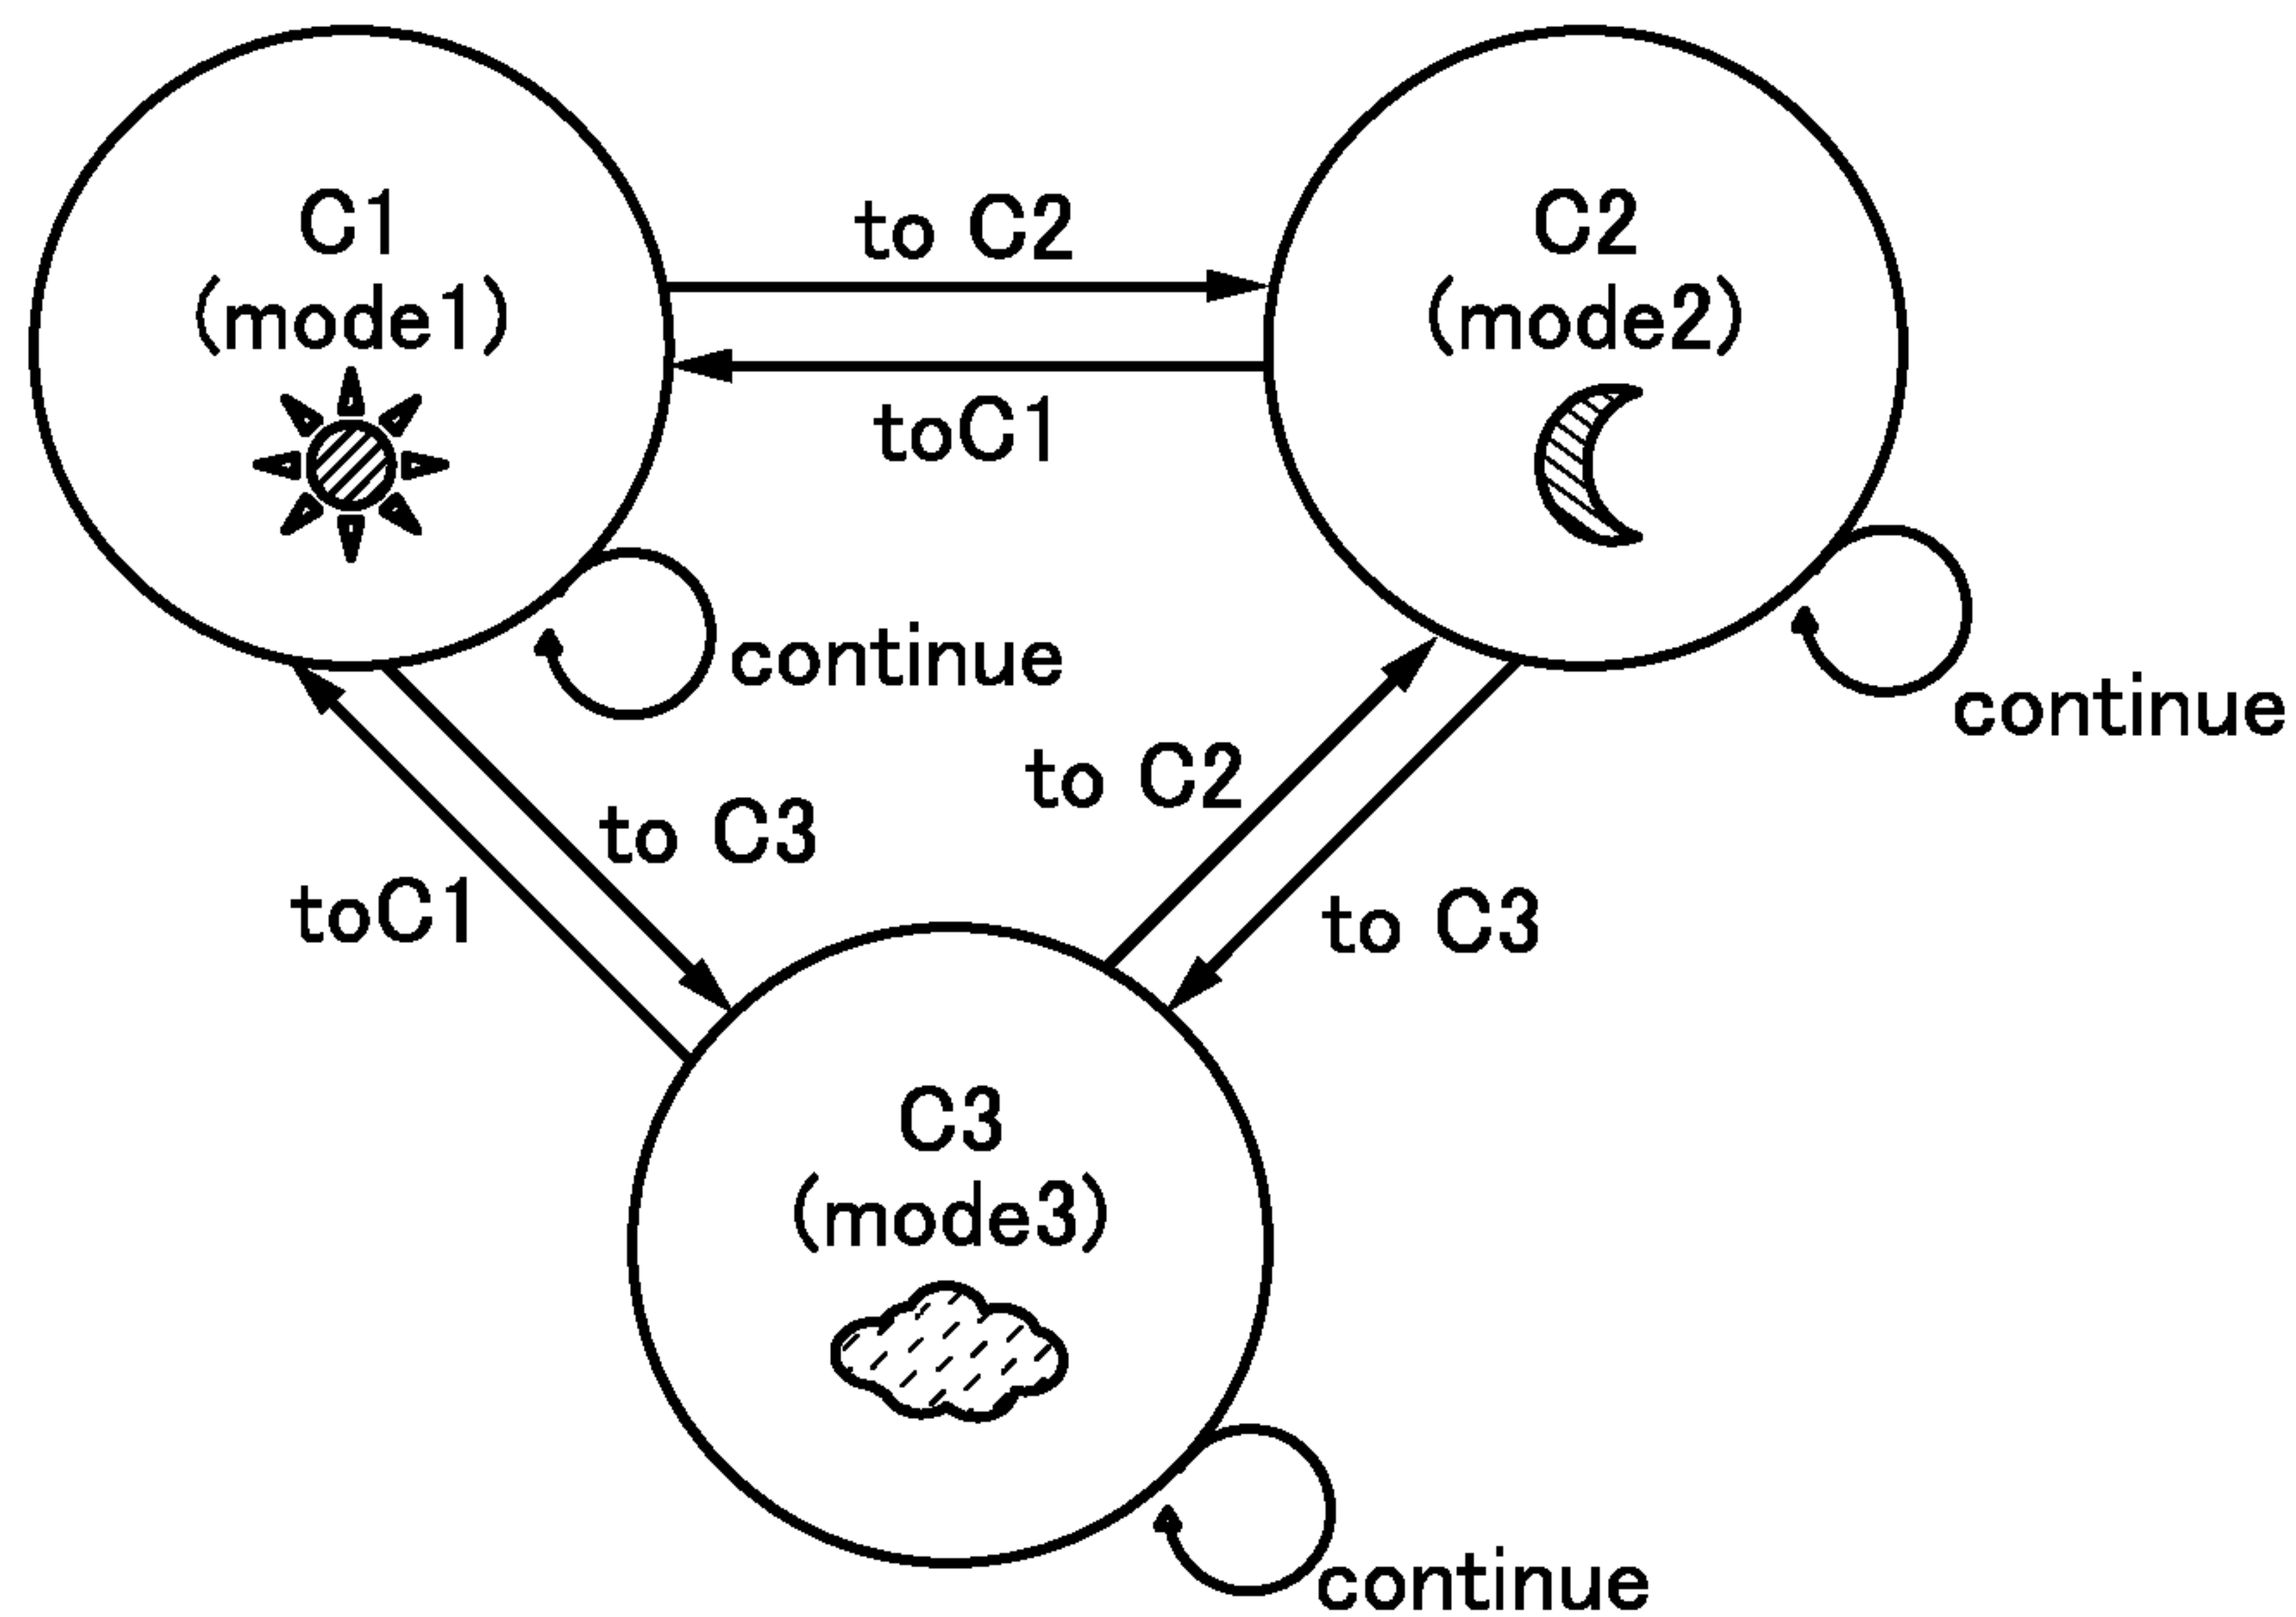 C1
(mode1)
to C2
toC1
C2
(mode2)
continue
continue
to C3
toC1
to C2
to C3
C3
(mode3)
continue